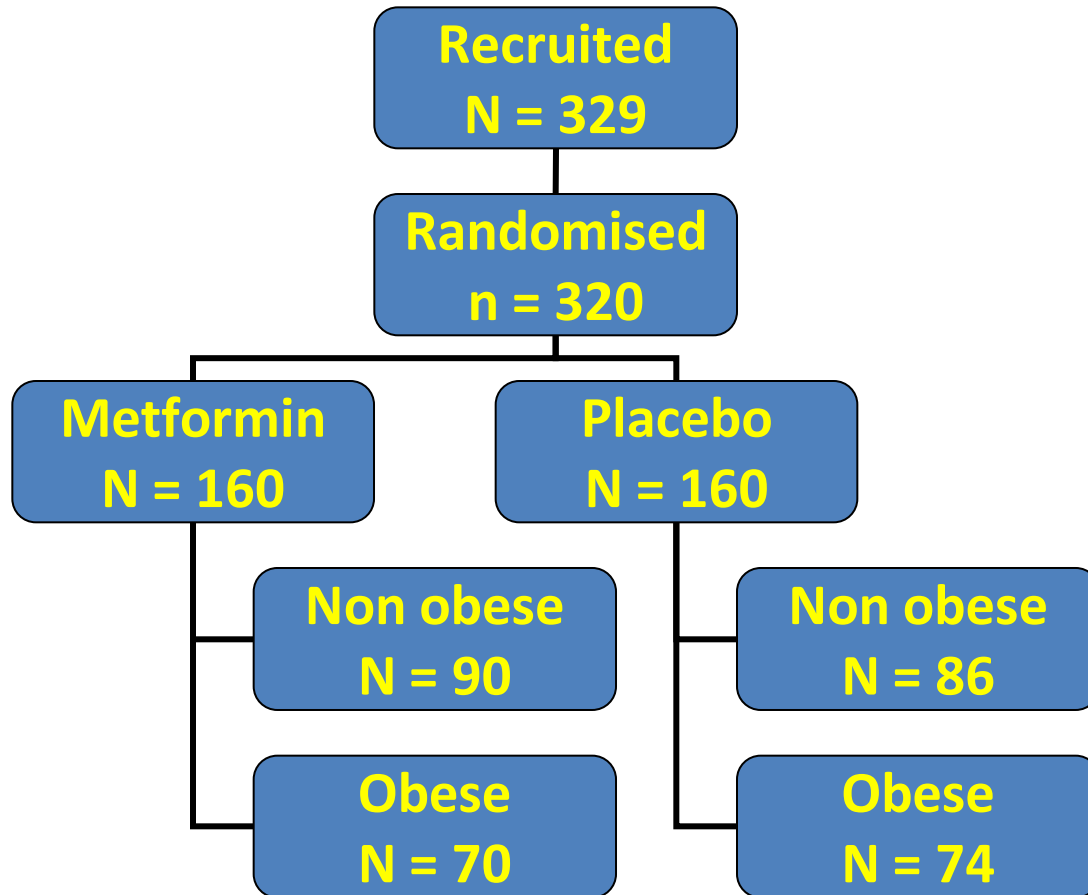 Recruited
N = 329
Randomised
n = 320
Metformin
N = 160
Placebo
N = 160
Non obese
N = 90
Non obese
N = 86
Obese
N = 70
Obese
N = 74